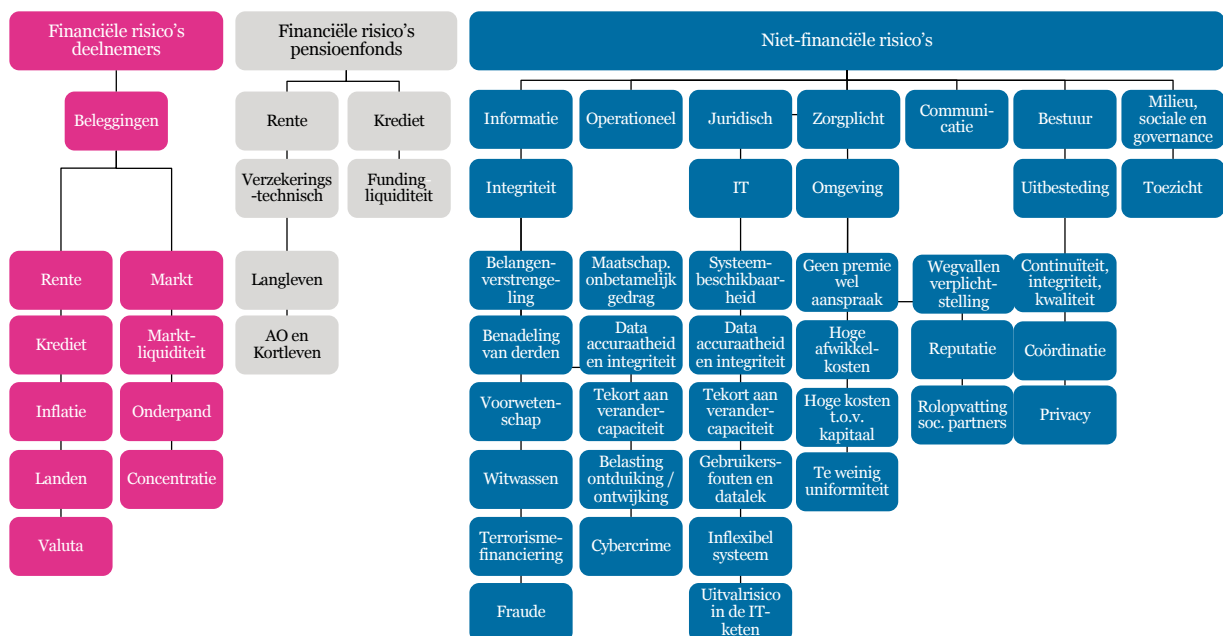 Financiële risico's
deelnemers
Financiële risico's
pensioenfonds
Niet-financiële risico's
Beleggingen
Rente
Krediet
Informatie
Operationeel
Juridisch
Zorgplicht
Communi-
catie
Bestuur
Milieu,
sociale en
governance
Verzekerings
-technisch
Funding-
liquiditeit
Integriteit
IT
Omgeving
Uitbesteding
Toezicht
Rente
Markt
Langleven
Belangen-
verstrenge-
ling
Maatschap.
onbetamelijk
gedrag
Systeem-
beschikbaar-
heid
Geen premie
wel
aanspraak
Wegvallen
verplicht-
stelling
Continuïteit,
integriteit,
kwaliteit
Krediet
Markt-
liquiditeit
AO en
Kortleven
Benadeling
van derden
Data
accuraatheid
en integriteit
Data
accuraatheid
en integriteit
Hoge
afwikkel-
kosten
Reputatie
Coördinatie
Inflatie
Onderpand
Voorweten-
schap
Tekort aan
verander-
capaciteit
Tekort aan
verander-
capaciteit
Hoge kosten
t.o.v.
kapitaal
Rolopvatting
soc. partners
Privacy
Landen
Concentratie
Witwassen
Belasting
ontduiking /
ontwijking
Gebruikers-
fouten en
datalek
Te weinig
uniformiteit
Valuta
Terrorisme-
financiering
Cybercrime
Inflexibel
systeem
Fraude
Uitvalrisico
in de IT-
keten